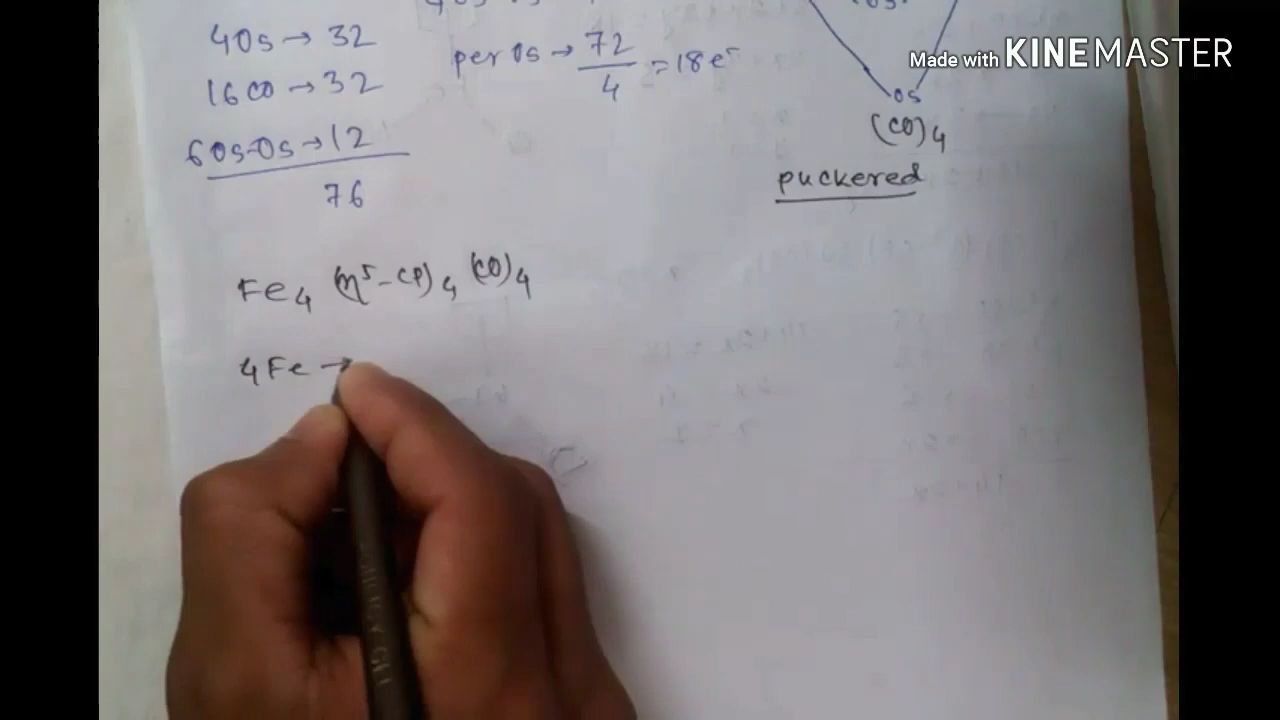 4Os → 32
16CO → 32
6Os-Os → 12
76
per Os → 72/4 = 18e⁻
Os
(CO)4
puckered
Made with KINEMASTER
Fe4 (η⁵-CP)4 (CO)4
4Fe →